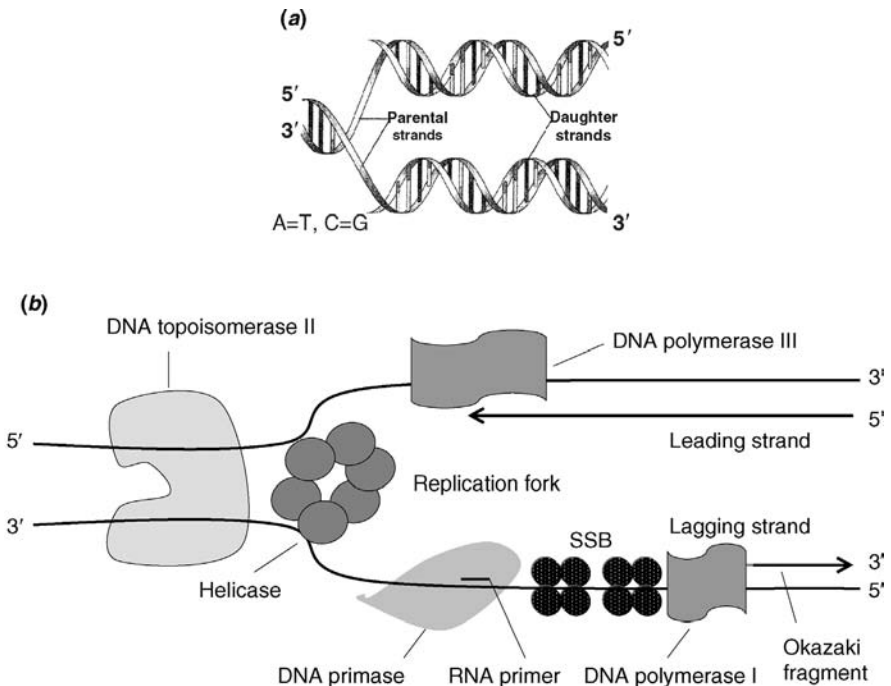 (a)
5′
5′
3′
Parental
strands
Daughter
strands
A=T, C=G
3′
(b)
DNA topoisomerase II
DNA polymerase III
3′
5′
Leading strand
5′
Replication fork
3′
Lagging strand
SSB
Helicase
3′
5′
DNA primase
RNA primer
DNA polymerase I
Okazaki
fragment